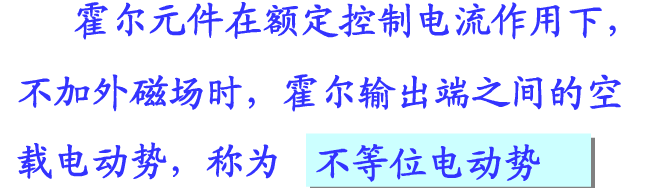 霍尔元件在额定控制电流作用下，
不加外磁场时，霍尔输出端之间的空
载电动势，称为 不等位电动势